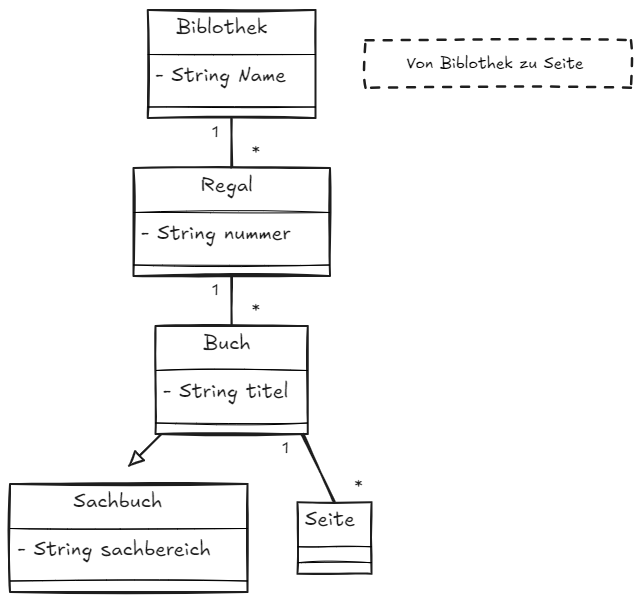 Biblothek
- String Name
Von Biblothek zu Seite
1
*
Regal
- String nummer
1
*
Buch
- String titel
1
*
Sachbuch
- String sachbereich
Seite